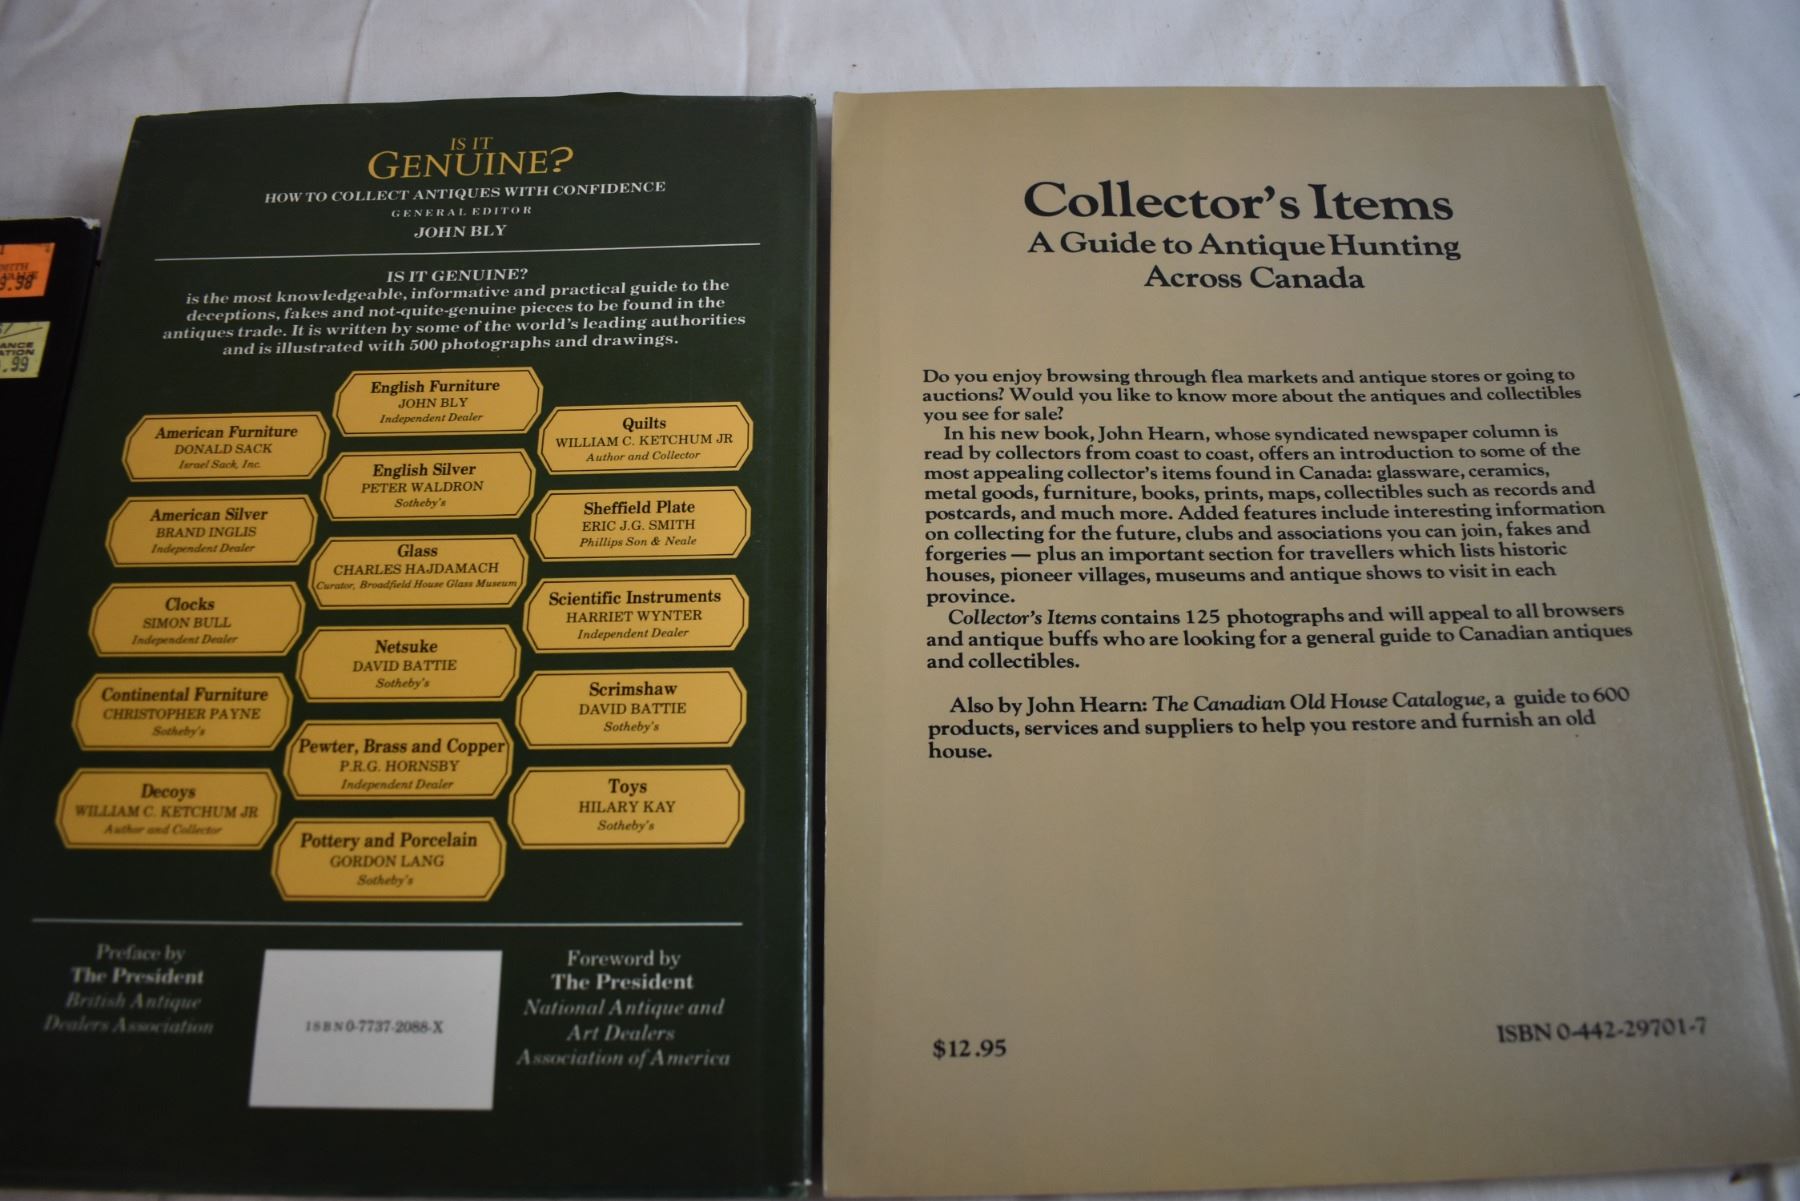 MITH
9.98
ANCE
ATION
.99
IS IT
GENUINE?
HOW TO COLLECT ANTIQUES WITH CONFIDENCE
GENERAL EDITOR
JOHN BLY
IS IT GENUINE?
is the most knowledgeable, informative and practical guide to the
deceptions, fakes and not-quite-genuine pieces to be found in the
antiques trade. It is written by some of the world's leading authorities
and is illustrated with 500 photographs and drawings.
English Furniture
JOHN BLY
Independent Dealer
American Furniture
DONALD SACK
Israel Sack, Inc.
Quilts
WILLIAM C. KETCHUM JR
Author and Collector
English Silver
PETER WALDRON
Sotheby's
American Silver
BRAND INGLIS
Independent Dealer
Sheffield Plate
ERIC J.G. SMITH
Phillips Son & Neale
Glass
CHARLES HAJDAMACH
Curator, Broadfield House Glass Museum
Clocks
SIMON BULL
Independent Dealer
Scientific Instruments
HARRIET WYNTER
Independent Dealer
Netsuke
DAVID BATTIE
Sotheby's
Continental Furniture
CHRISTOPHER PAYNE
Sotheby's
Scrimshaw
DAVID BATTIE
Sotheby's
Pewter, Brass and Copper
P.R.G. HORNSBY
Independent Dealer
Decoys
WILLIAM C. KETCHUM JR
Author and Collector
Toys
HILARY KAY
Sotheby's
Pottery and Porcelain
GORDON LANG
Sotheby's
Preface by
The President
British Antique
Dealers Association
ISBN 0-7737-2088-X
Foreword by
The President
National Antique and
Art Dealers
Association of America
Collector's Items
A Guide to Antique Hunting
Across Canada
Do you enjoy browsing through flea markets and antique stores or going to
auctions? Would you like to know more about the antiques and collectibles
you see for sale?
In his new book, John Hearn, whose syndicated newspaper column is
read by collectors from coast to coast, offers an introduction to some of the
most appealing collector's items found in Canada: glassware, ceramics,
metal goods, furniture, books, prints, maps, collectibles such as records and
postcards, and much more. Added features include interesting information
on collecting for the future, clubs and associations you can join, fakes and
forgeries — plus an important section for travellers which lists historic
houses, pioneer villages, museums and antique shows to visit in each
province.
Collector's Items contains 125 photographs and will appeal to all browsers
and antique buffs who are looking for a general guide to Canadian antiques
and collectibles.
Also by John Hearn: The Canadian Old House Catalogue, a guide to 600
products, services and suppliers to help you restore and furnish an old
house.
$12.95
ISBN 0-442-29701-7